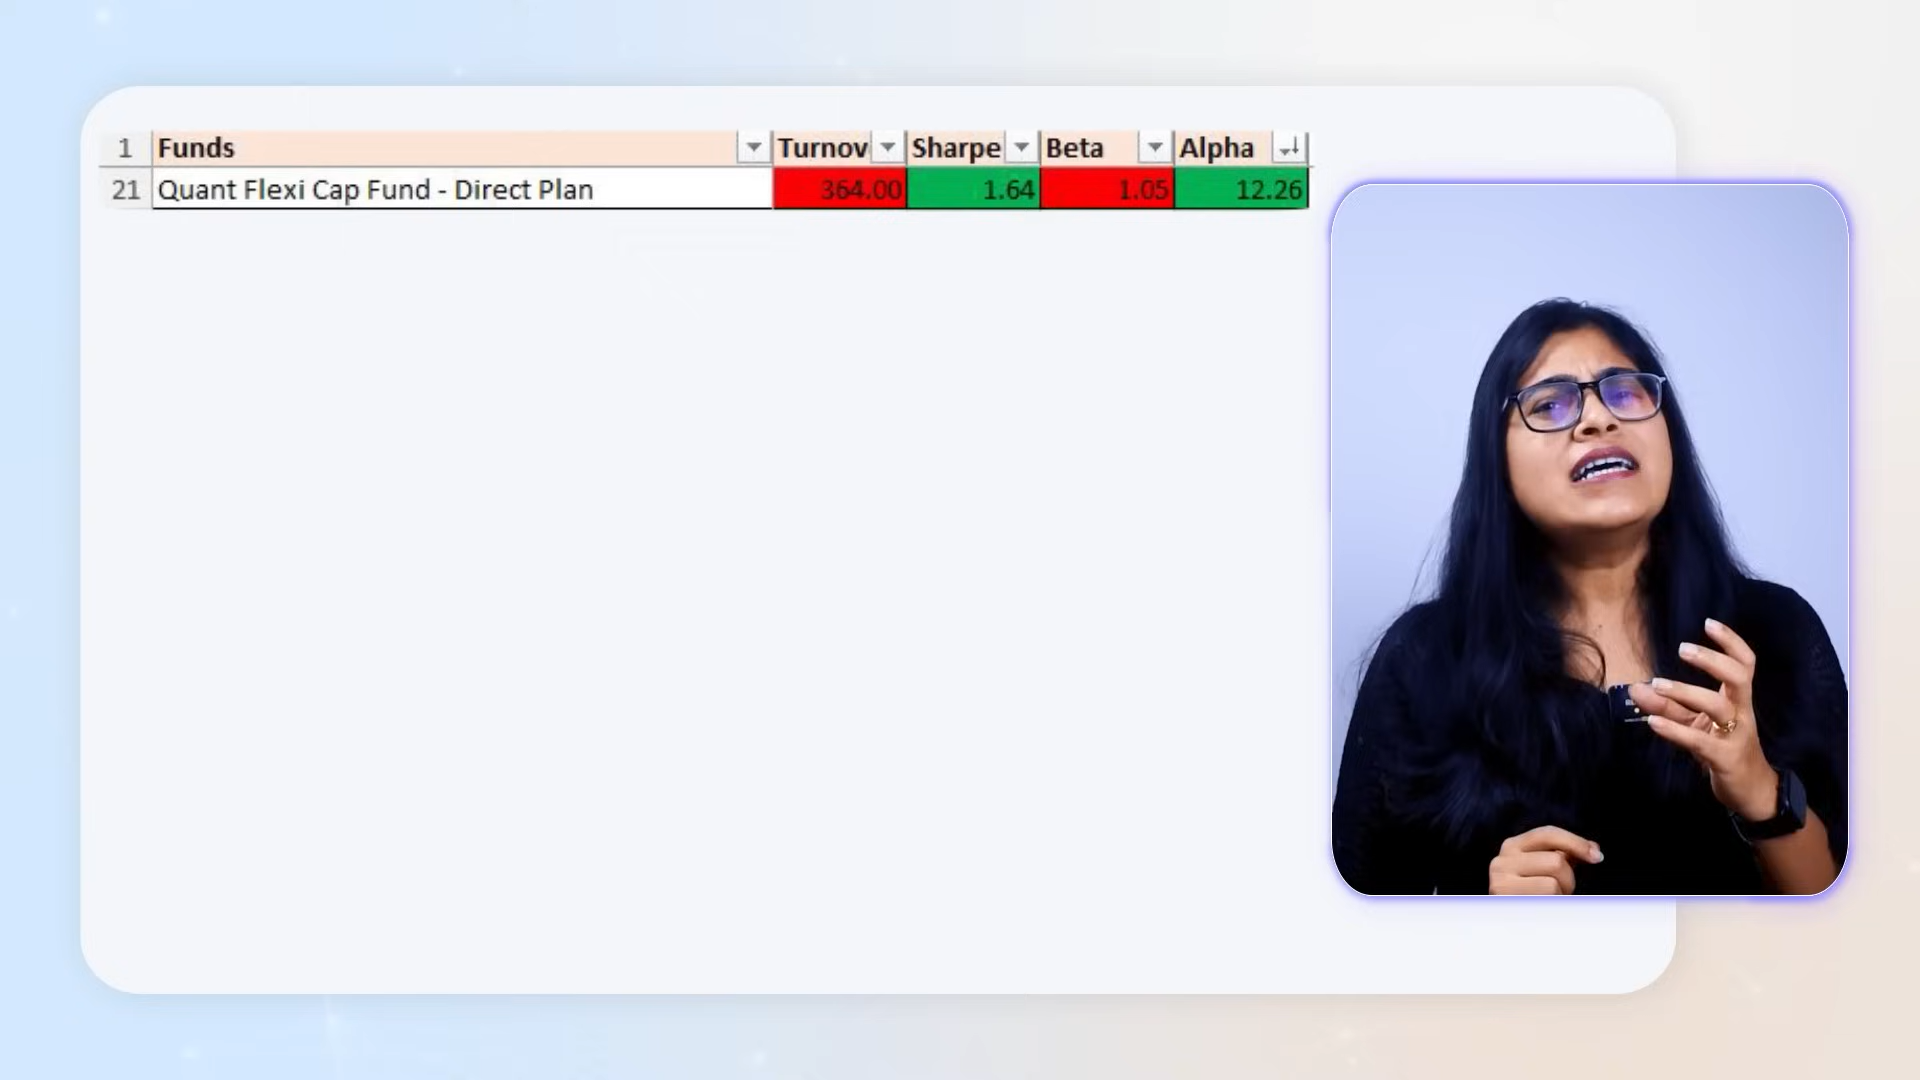 1 Funds Turnov Sharpe Beta Alpha
21 Quant Flexi Cap Fund - Direct Plan 364.00 1.64 1.05 12.26